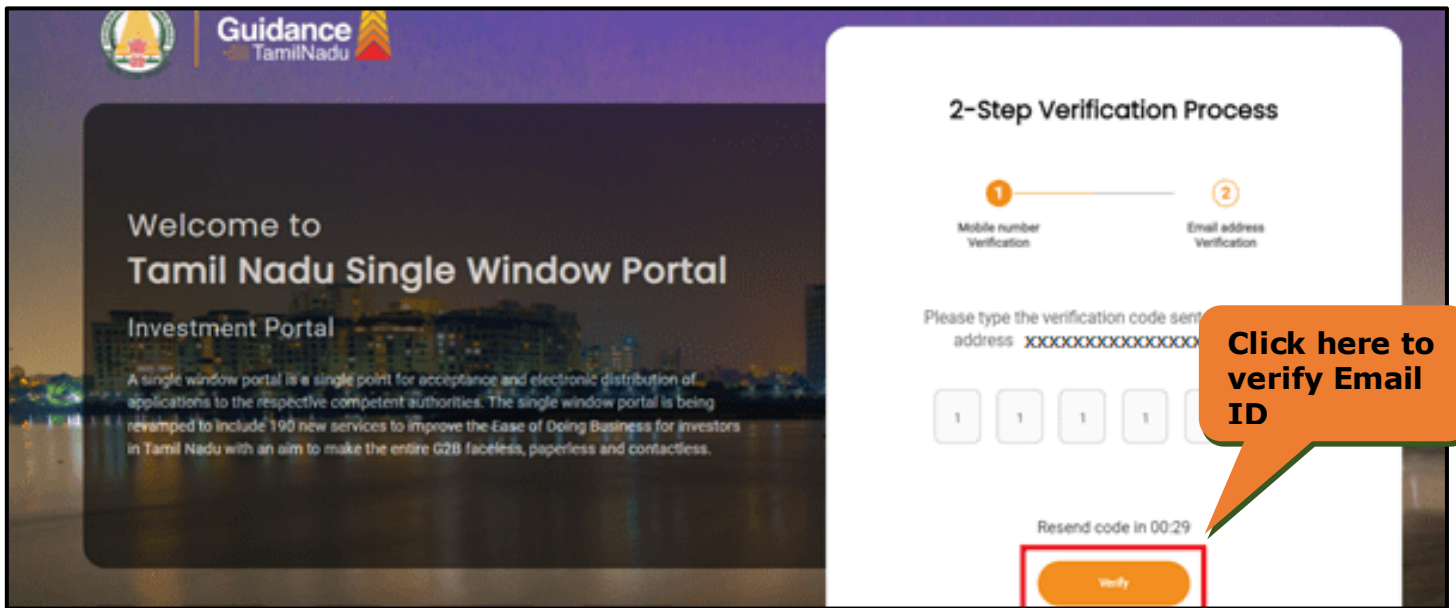 Guidance
TamilNadu
Welcome to
Tamil Nadu Single Window Portal
Investment Portal
A single window portal is a single point for acceptance and electronic distribution of
applications to the respective competent authorities. The single window portal is being
revamped to include 190 new services to improve the Ease of Doing Business for investors
in Tamil Nadu with an aim to make the entire G2B faceless, paperless and contactless.
2-Step Verification Process
1
2
Mobile number
Verification
Email address
Verification
Please type the verification code sent
address XXXXXXXXXXXXXXX
1 1 1 1
Click here to
verify Email
ID
Resend code in 00:29
Verify